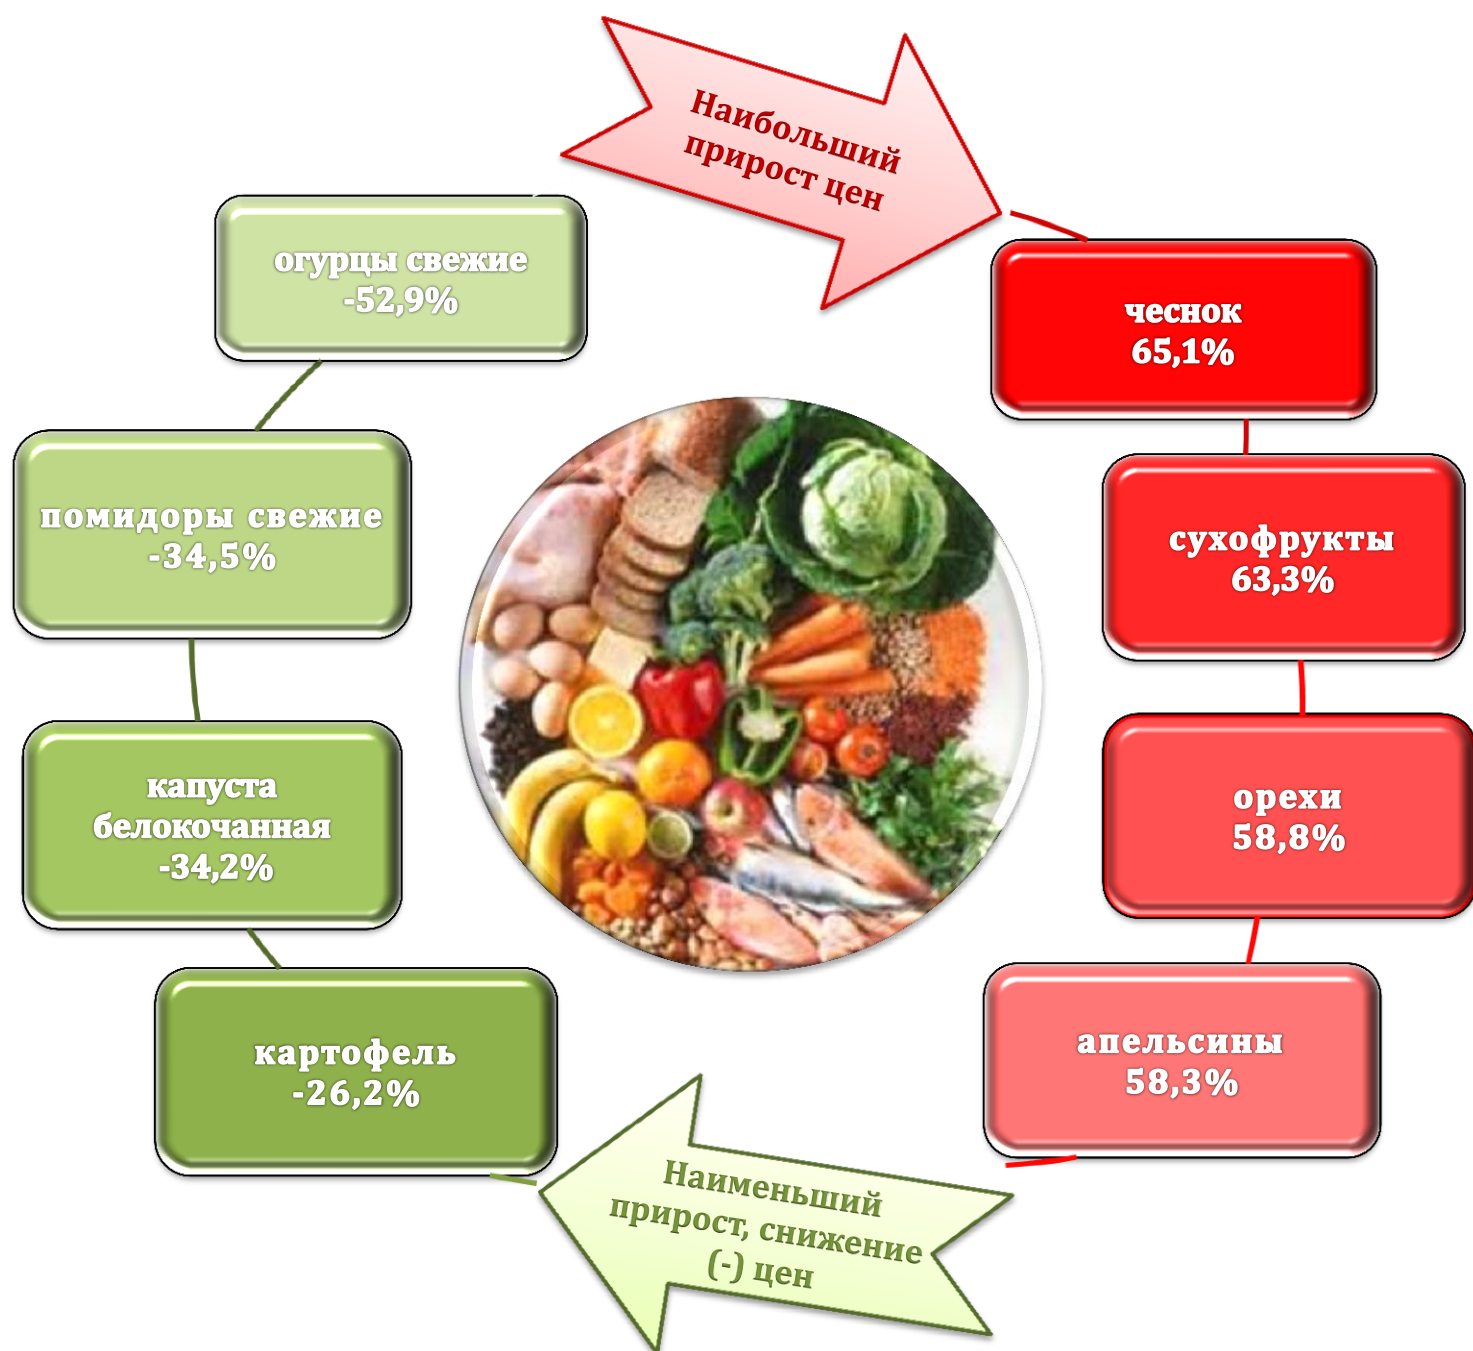 Наибольший
прирост цен
чеснок
65,1%
сухофрукты
63,3%
орехи
58,8%
апельсины
58,3%
Наименьший
прирост, снижение
(-) цен
огурцы свежие
-52,9%
помидоры свежие
-34,5%
капуста
белокочанная
-34,2%
картофель
-26,2%